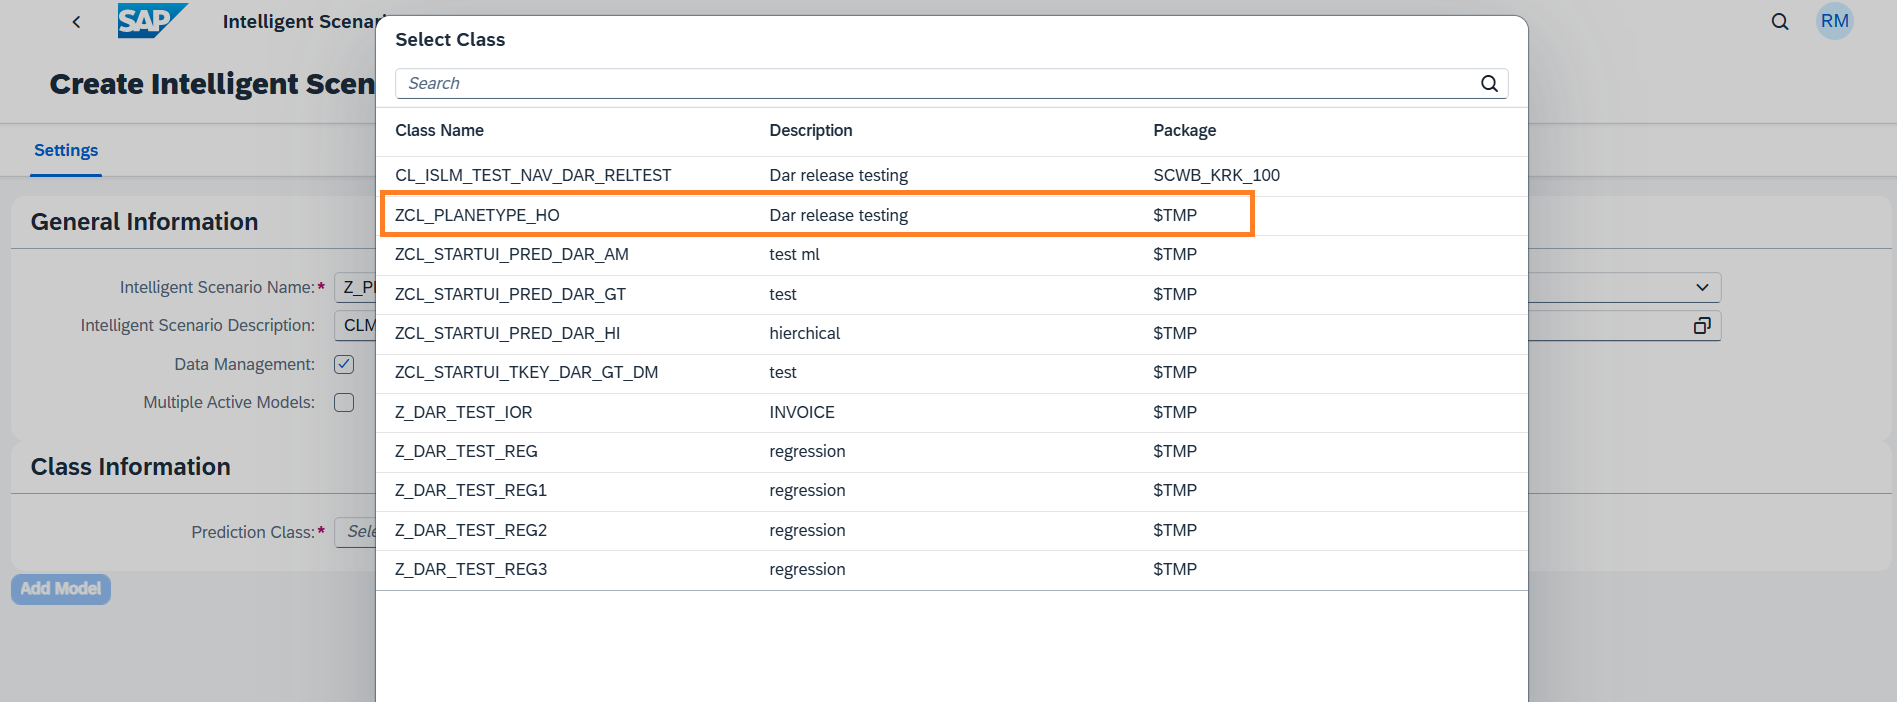 SAP Intelligent Scenari RM
Create Intelligent Scen
Settings
General Information
Intelligent Scenario Name:* Z_Pl
Intelligent Scenario Description: CLM
Data Management:
Multiple Active Models:
Class Information
Prediction Class:* Sele
Add Model
Select Class
Search
Class Name Description Package
CL_ISLM_TEST_NAV_DAR_RELTEST Dar release testing SCWB_KRK_100
ZCL_PLANETYPE_HO Dar release testing $TMP
ZCL_STARTUI_PRED_DAR_AM test ml $TMP
ZCL_STARTUI_PRED_DAR_GT test $TMP
ZCL_STARTUI_PRED_DAR_HI hierchical $TMP
ZCL_STARTUI_TKEY_DAR_GT_DM test $TMP
Z_DAR_TEST_IOR INVOICE $TMP
Z_DAR_TEST_REG regression $TMP
Z_DAR_TEST_REG1 regression $TMP
Z_DAR_TEST_REG2 regression $TMP
Z_DAR_TEST_REG3 regression $TMP